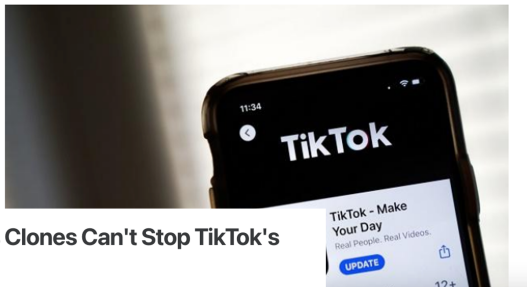 11:34
TikTok
TikTok - Make
Your Day
Real People. Real Videos.
UPDATE
12+
Clones Can't Stop TikTok's